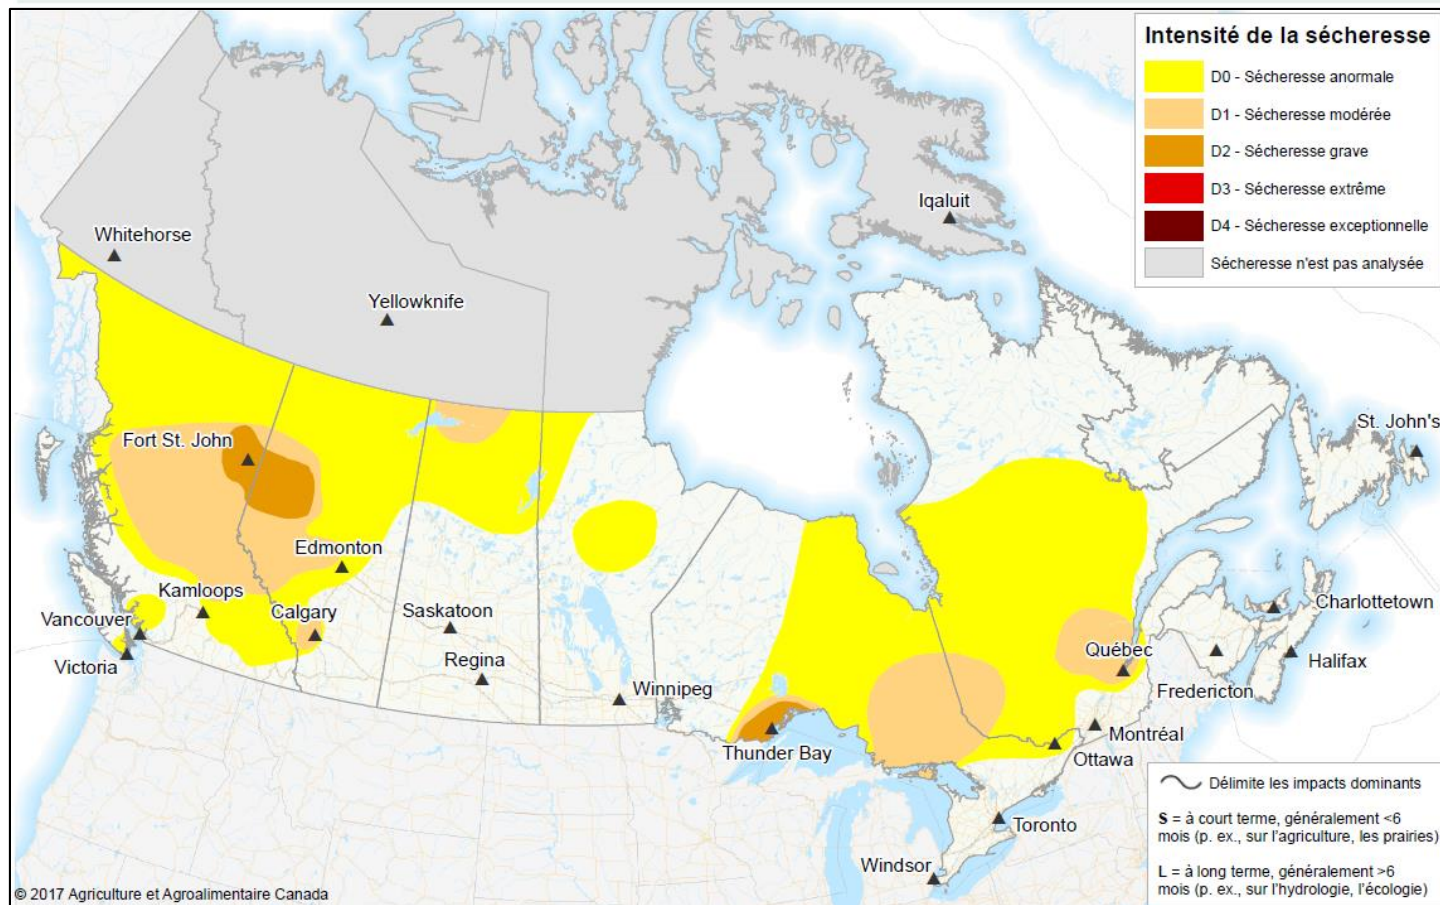 Intensité de la sécheresse
D0 - Sécheresse anormale
D1 - Sécheresse modérée
D2 - Sécheresse grave
D3 - Sécheresse extrême
D4 - Sécheresse exceptionnelle
Sécheresse n'est pas analysée
Iqaluit
Whitehorse
Yellowknife
St. John's
Fort St. John
Edmonton
Kamloops
Calgary
Saskatoon
Vancouver
Charlottetown
Québec
Victoria
Regina
Halifax
Winnipeg
Fredericton
Montréal
Thunder Bay
Ottawa
Toronto
Windsor
Délimite les impacts dominants
S = à court terme, généralement <6
mois (p. ex., sur l'agriculture, les prairies)
L = à long terme, généralement >6
mois (p. ex., sur l'hydrologie, l'écologie)
© 2017 Agriculture et Agroalimentaire Canada